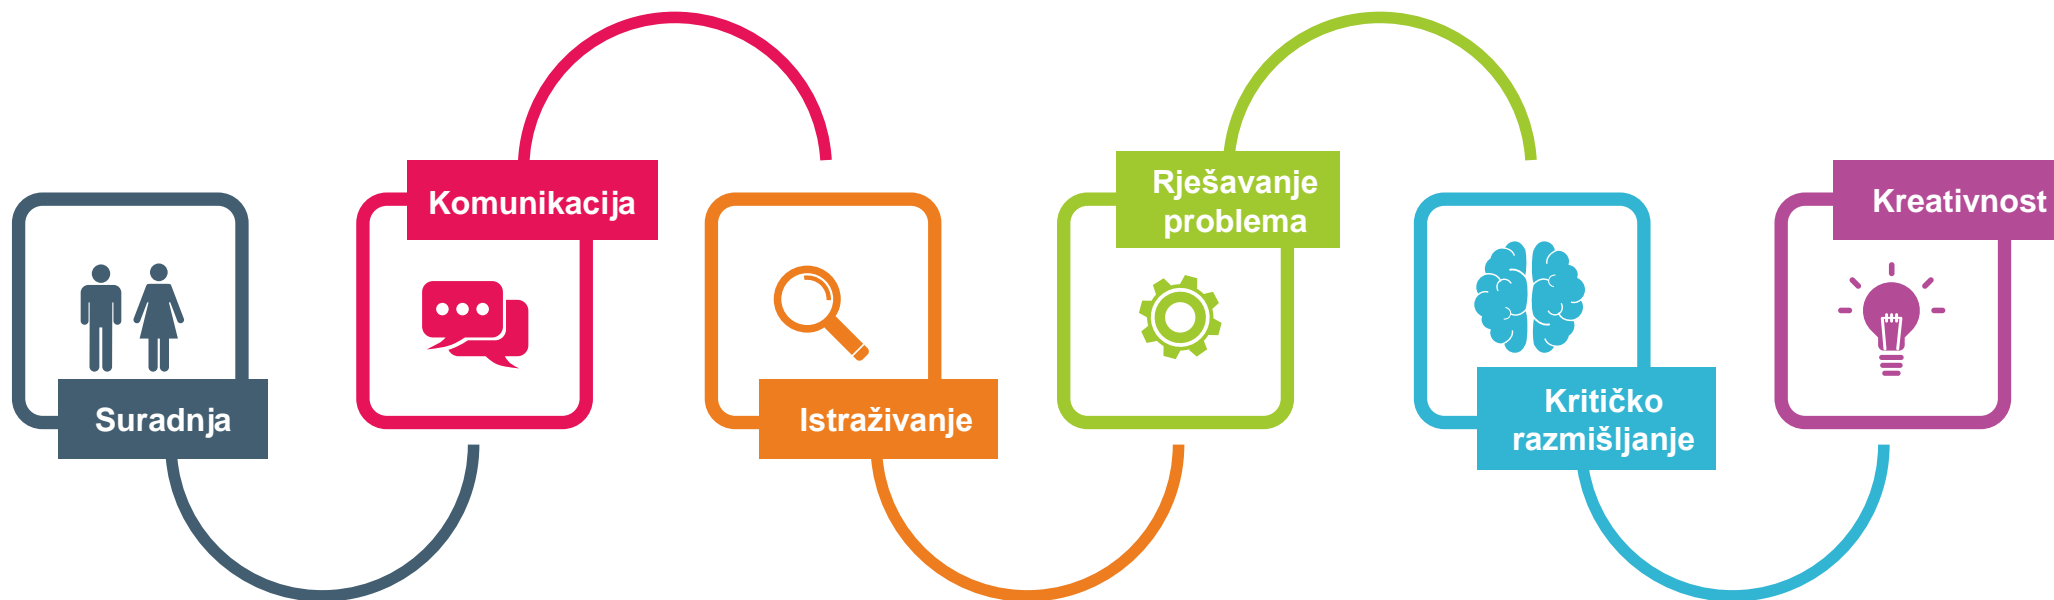 Suradnja
Komunikacija
Istraživanje
Rješavanje
problema
Kritičko
razmišljanje
Kreativnost